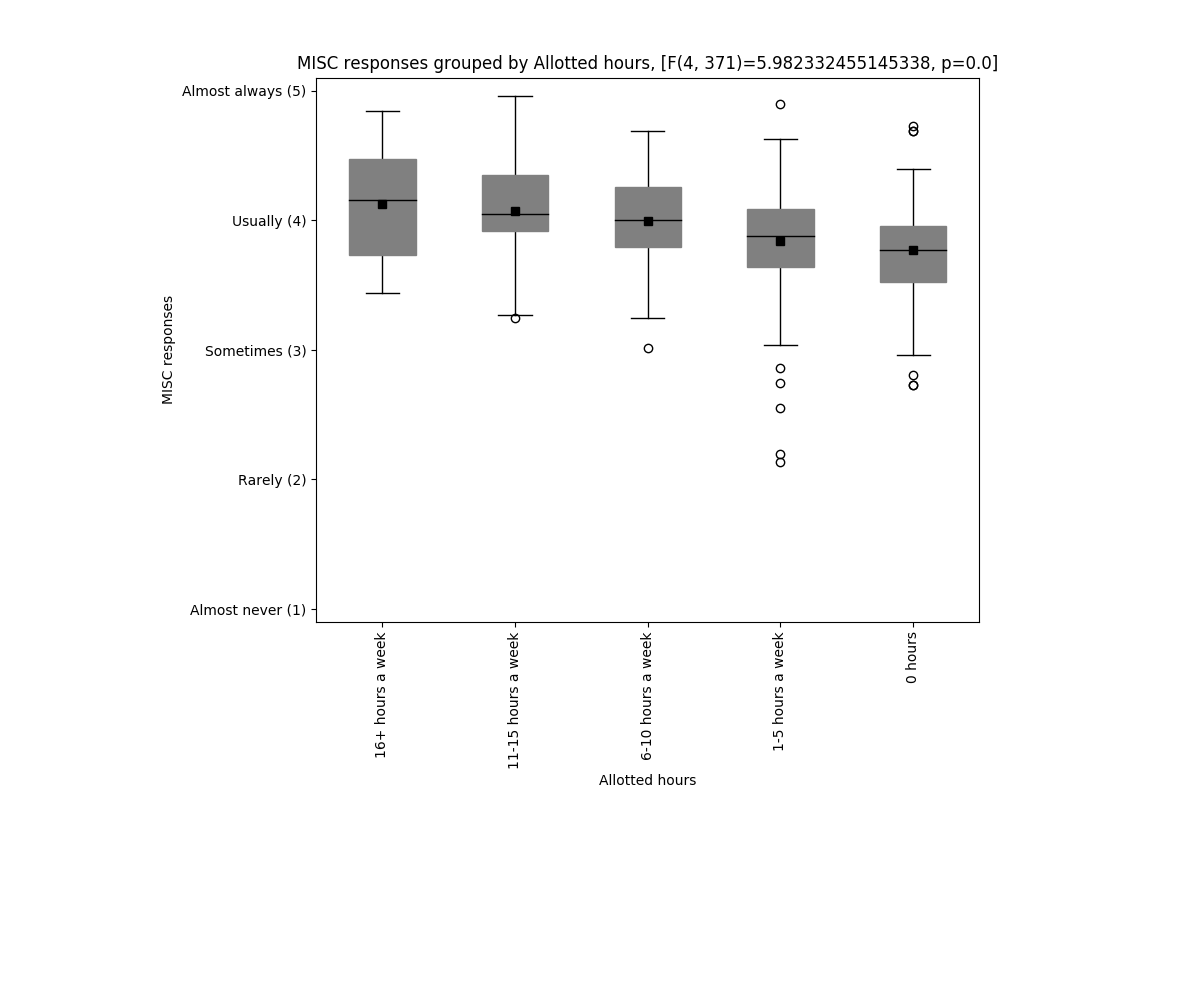 MISC responses grouped by Allotted hours, [F(4, 371)=5.982332455145338, p=0.0]
Almost always (5)
Usually (4)
Sometimes (3)
Rarely (2)
Almost never (1)
MISC responses
16+ hours a week
11-15 hours a week
6-10 hours a week
1-5 hours a week
0 hours
Allotted hours